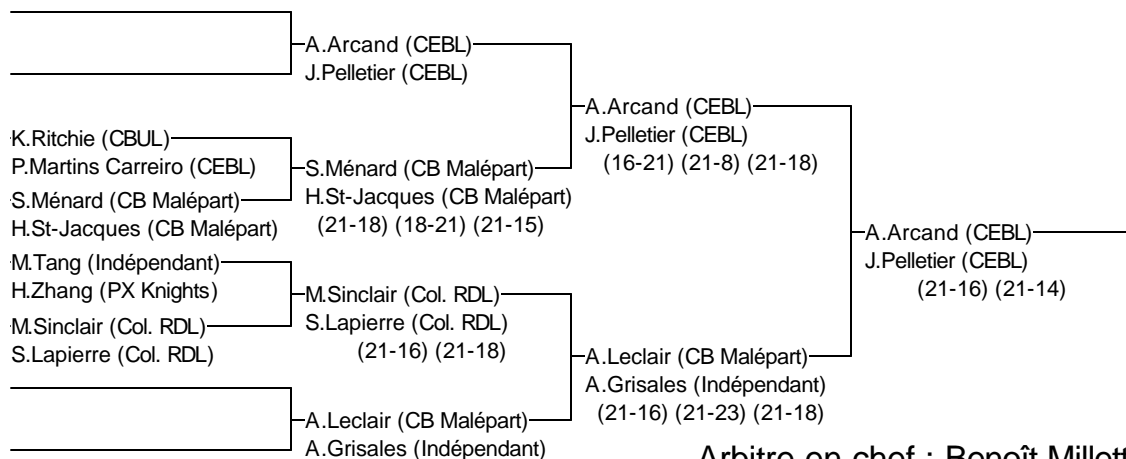 A.Arcand (CEBL)
J.Pelletier (CEBL)
A.Arcand (CEBL)
J.Pelletier (CEBL)
(16-21) (21-8) (21-18)
K.Ritchie (CBUL)
P.Martins Carreiro (CEBL)
S.Ménard (CB Malépart)
H.St-Jacques (CB Malépart)
(21-18) (18-21) (21-15)
S.Ménard (CB Malépart)
H.St-Jacques (CB Malépart)
A.Arcand (CEBL)
J.Pelletier (CEBL)
(21-16) (21-14)
M.Tang (Indépendant)
H.Zhang (PX Knights)
M.Sinclair (Col. RDL)
S.Lapierre (Col. RDL)
(21-16) (21-18)
M.Sinclair (Col. RDL)
S.Lapierre (Col. RDL)
A.Leclair (CB Malépart)
A.Grisales (Indépendant)
(21-16) (21-23) (21-18)
A.Leclair (CB Malépart)
A.Grisales (Indépendant)
Arbitre en chef : Benoît